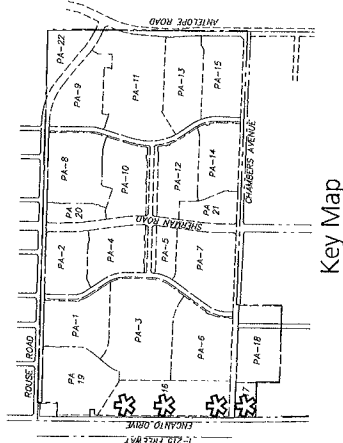 ANTELOPE ROAD
PA-22
PA-9
PA-11
PA-13
PA-15
PA-8
PA-10
PA-12
PA-14
PA 20
PA 21
CHAMBERS AVENUE
SHERMAN ROAD
PA-2
PA-4
PA-5
PA-7
ROUSE ROAD
PA-1
PA-3
PA-6
PA-18
PA 19
16
17
ENCANTO DRIVE
I-215 FREEWAY
Key Map